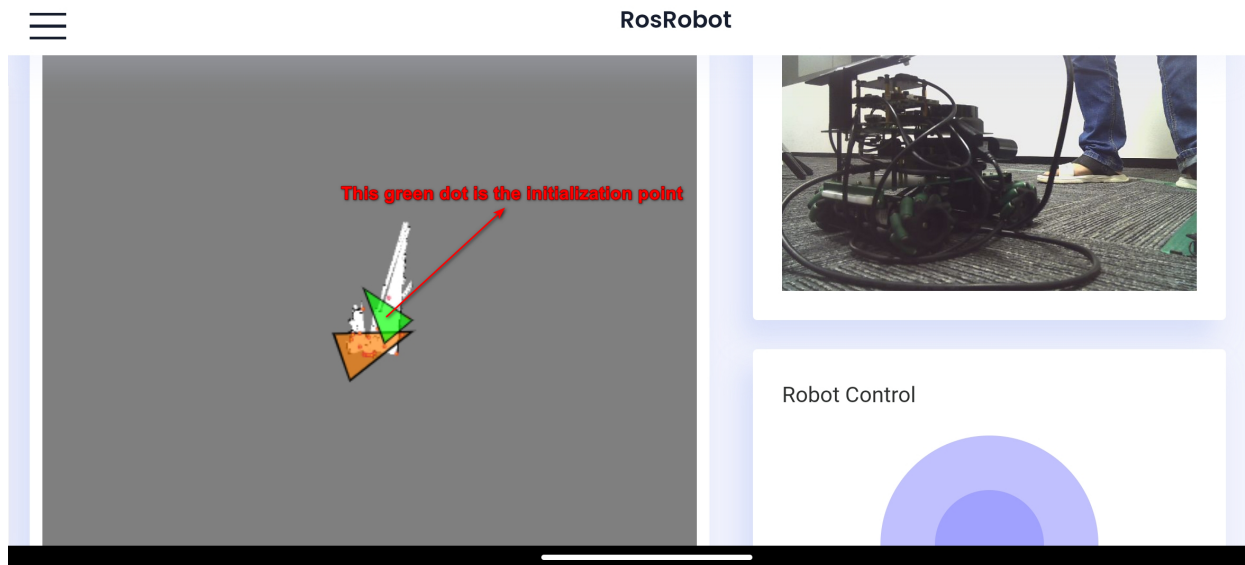 RosRobot
This green dot is the initialization point
Robot Control